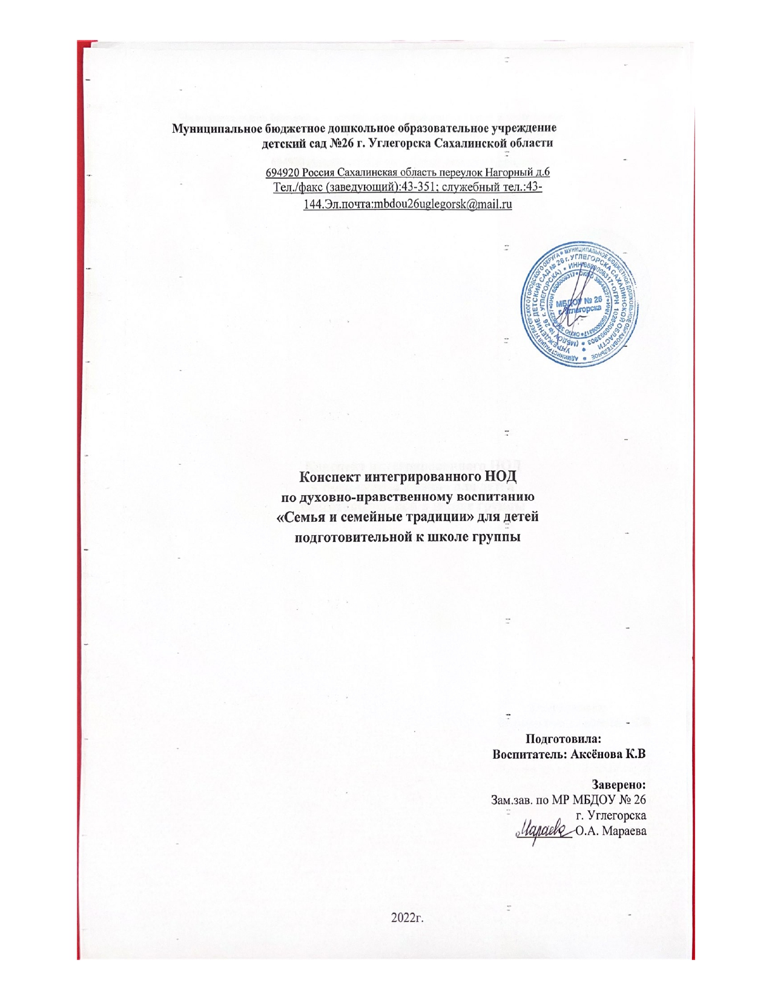 Муниципальное бюджетное дошкольное образовательное учреждение
детский сад №26 г. Углегорска Сахалинской области
694920 Россия Сахалинская область переулок Нагорный д.6
Тел./факс (заведующий):43-351; служебный тел.:43-
144.Эл.почта:mbdou26uglegorsk@mail.ru
МБДОУ № 26
г. Углегорска
Конспект интегрированного НОД
по духовно-нравственному воспитанию
«Семья и семейные традиции» для детей
подготовительной к школе группы
Подготовила:
Воспитатель: Аксёнова К.В
Заверено:
Зам.зав. по МР МБДОУ № 26
г. Углегорска
О.А. Мараева
2022г.